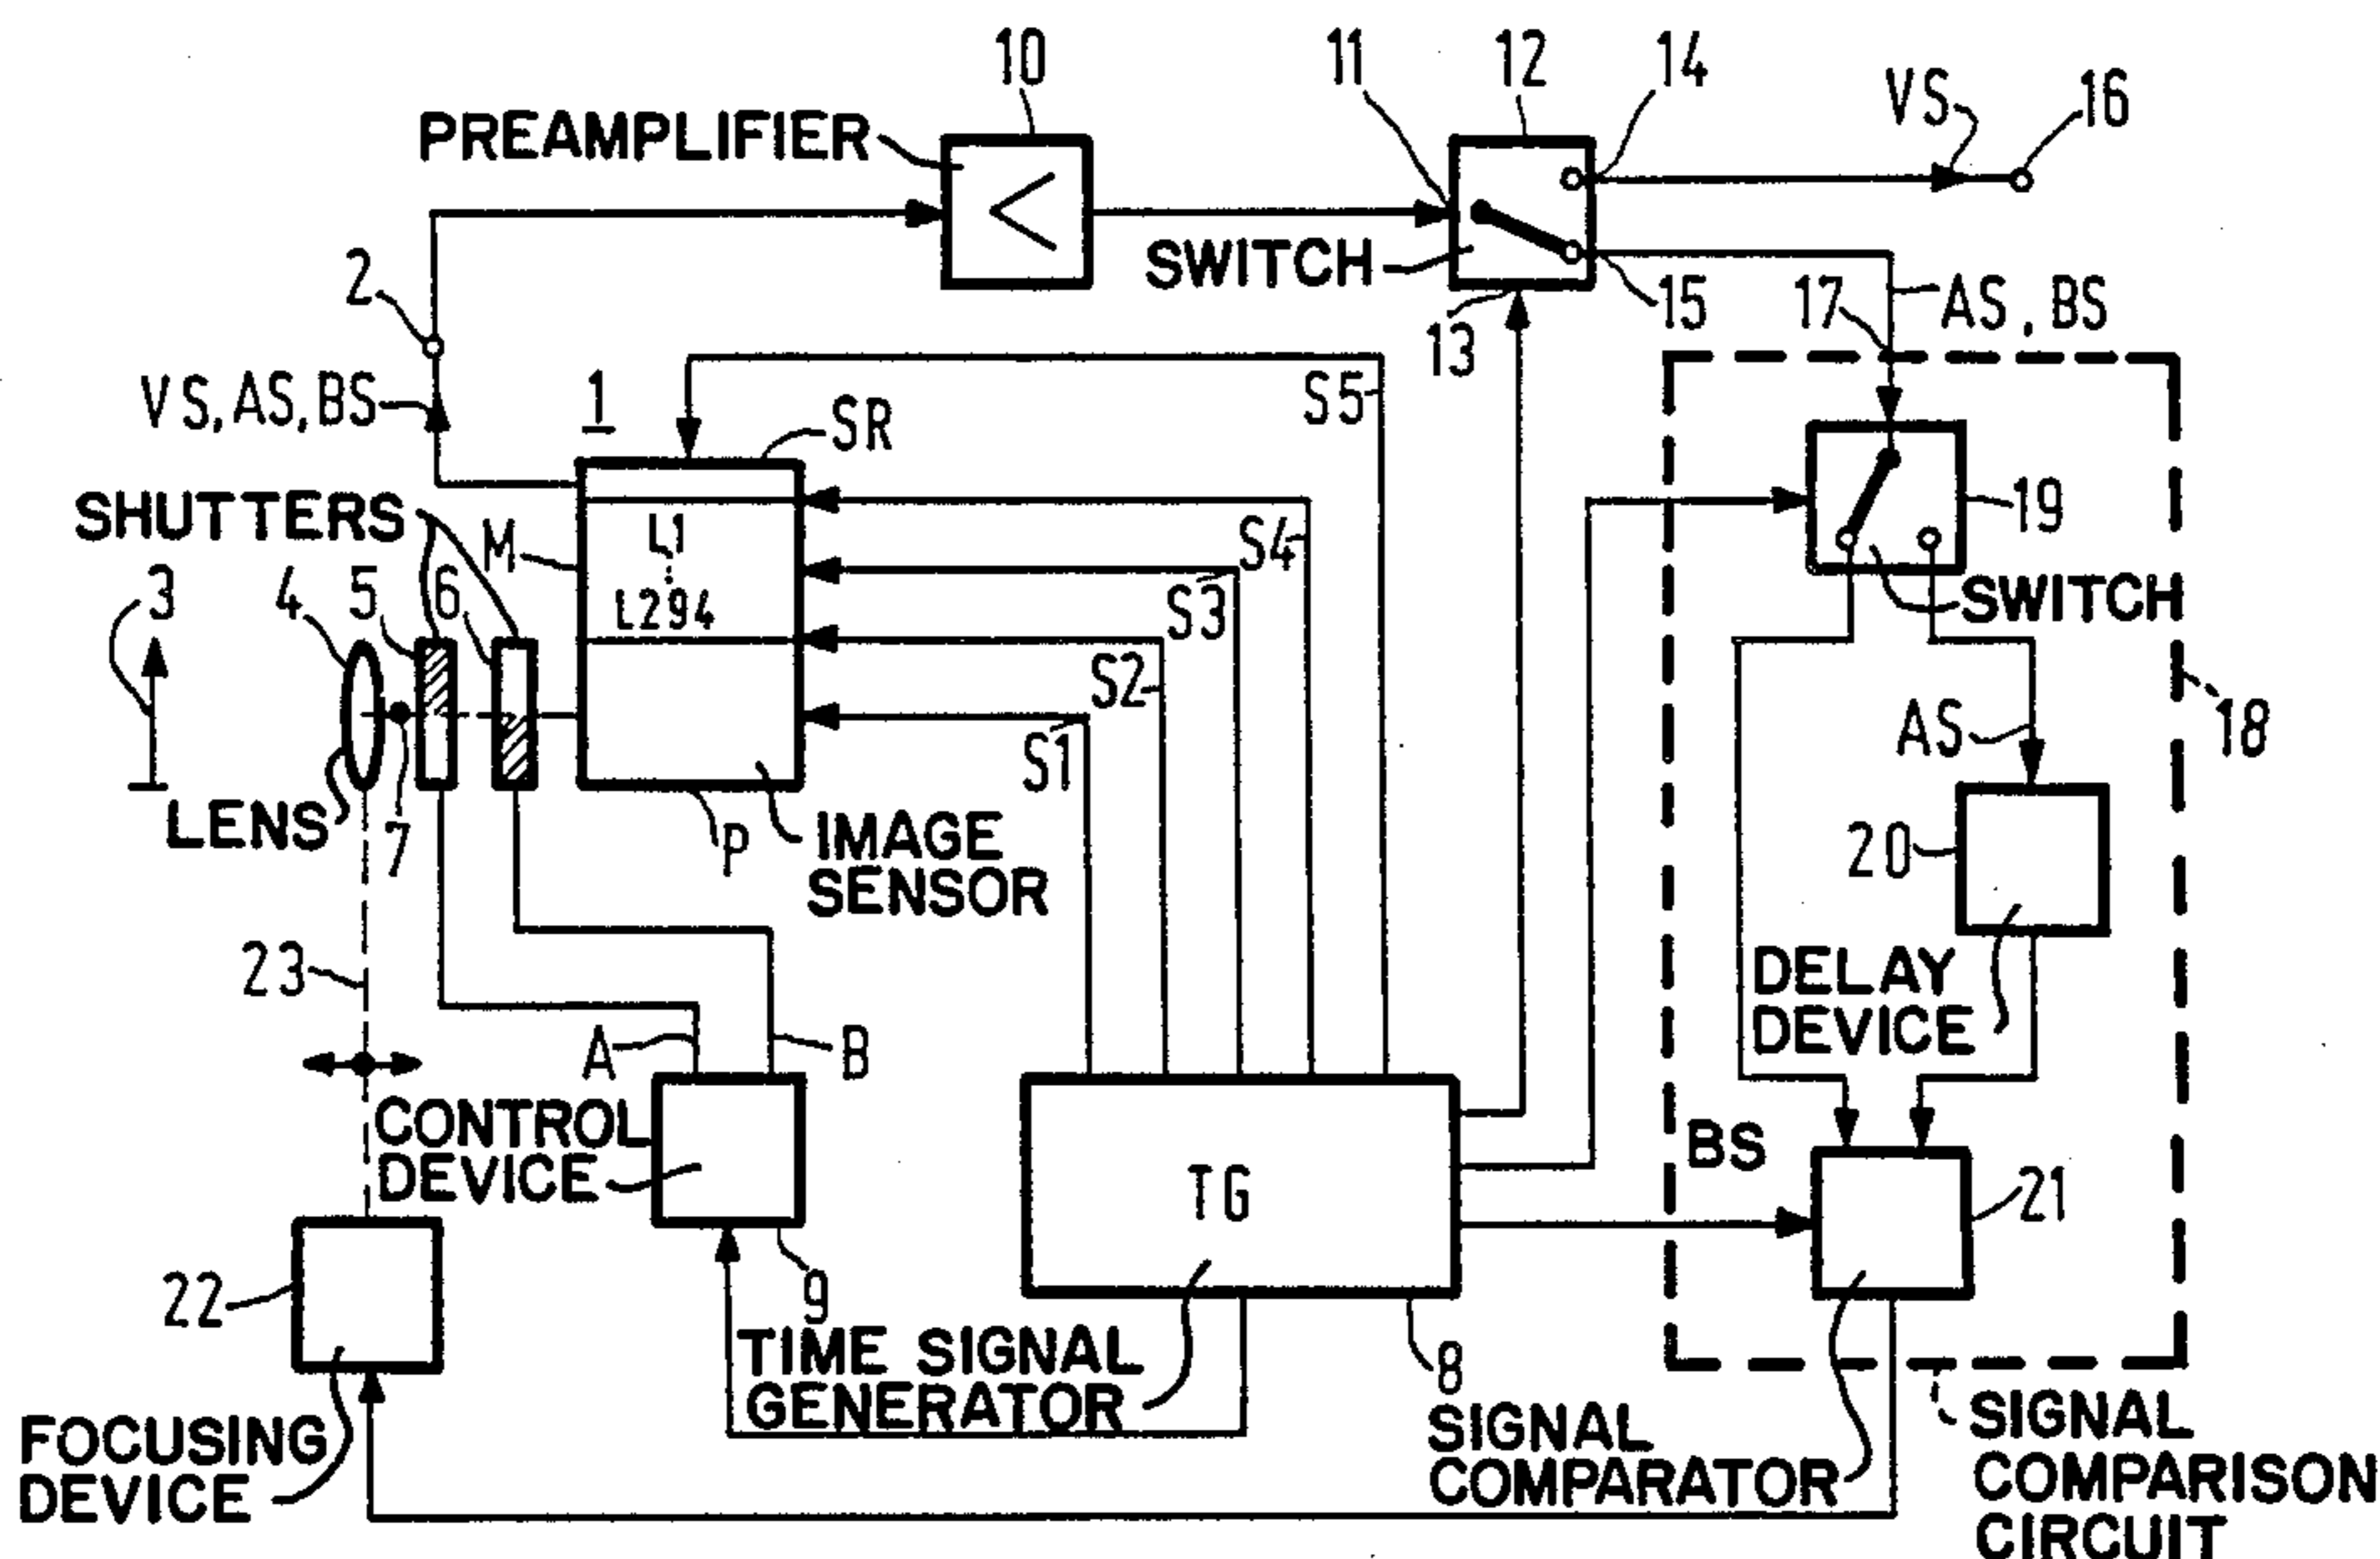 10
11
12
14
VS
16
PREAMPLIFIER
<
SWITCH
2
13
15
17
AS, BS
VS, AS, BS
1
SR
S5
SHUTTERS
M
L1
L294
S4
S3
19
SWITCH
3
4
5
6
S2
S1
AS
18
LENS
7
P
IMAGE
SENSOR
20
23
DELAY
DEVICE
A
B
CONTROL
DEVICE
TG
BS
21
22
9
TIME SIGNAL
GENERATOR
8
FOCUSING
DEVICE
SIGNAL
COMPARATOR
SIGNAL
COMPARISON
CIRCUIT